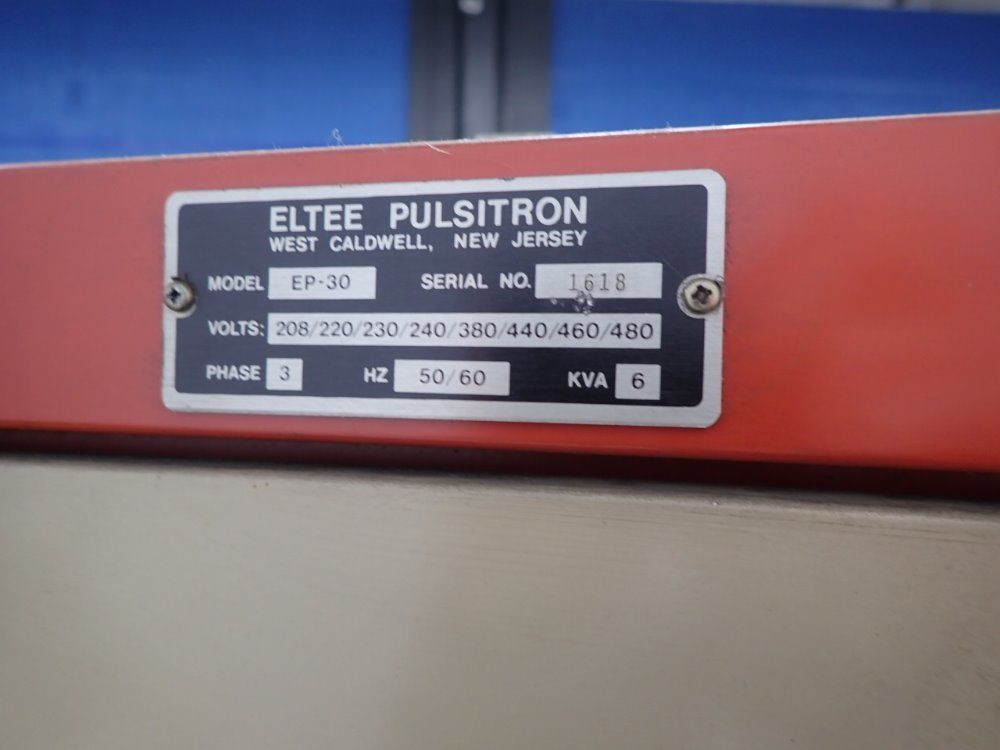 ELTEE PULSITRON
WEST CALDWELL, NEW JERSEY
MODEL EP-30 SERIAL NO. 1618
VOLTS: 208/220/230/240/380/440/460/480
PHASE 3 HZ 50/60 KVA 6